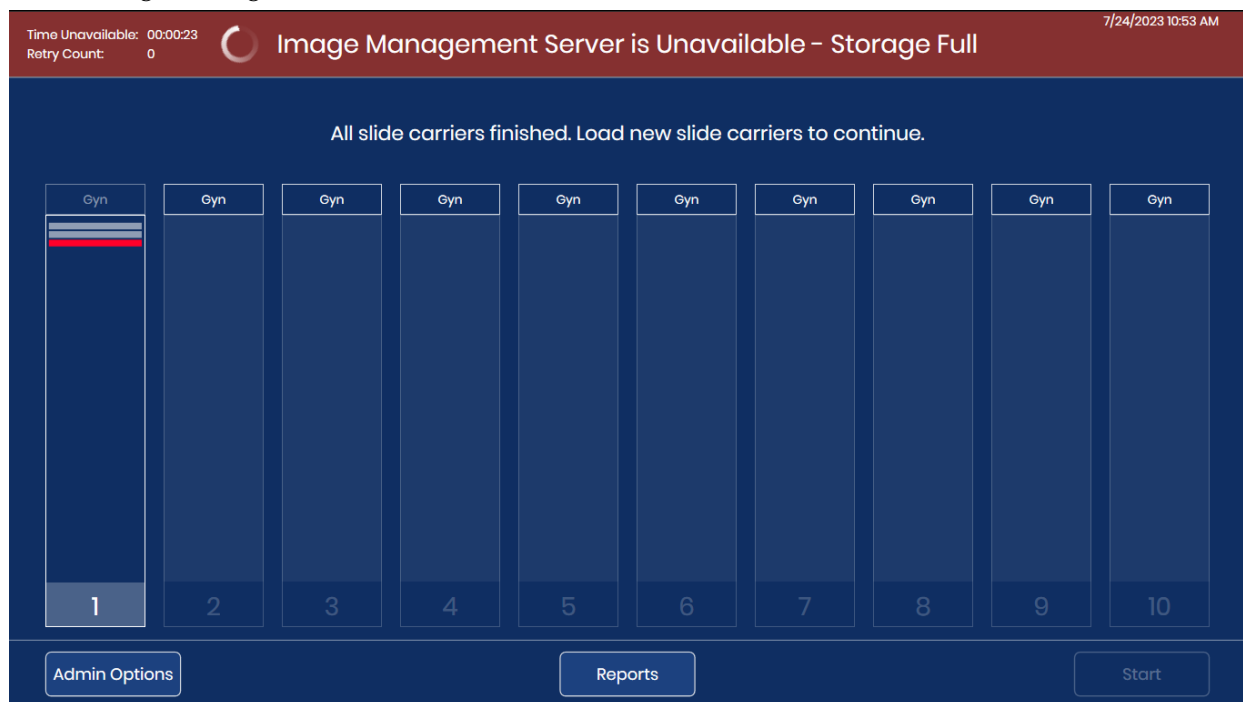 Time Unavailable: 00:00:23
Retry Count: 0
Image Management Server is Unavailable - Storage Full
7/24/2023 10:53 AM
All slide carriers finished. Load new slide carriers to continue.
Gyn Gyn Gyn Gyn Gyn Gyn Gyn Gyn Gyn Gyn
1 2 3 4 5 6 7 8 9 10
Admin Options Reports Start